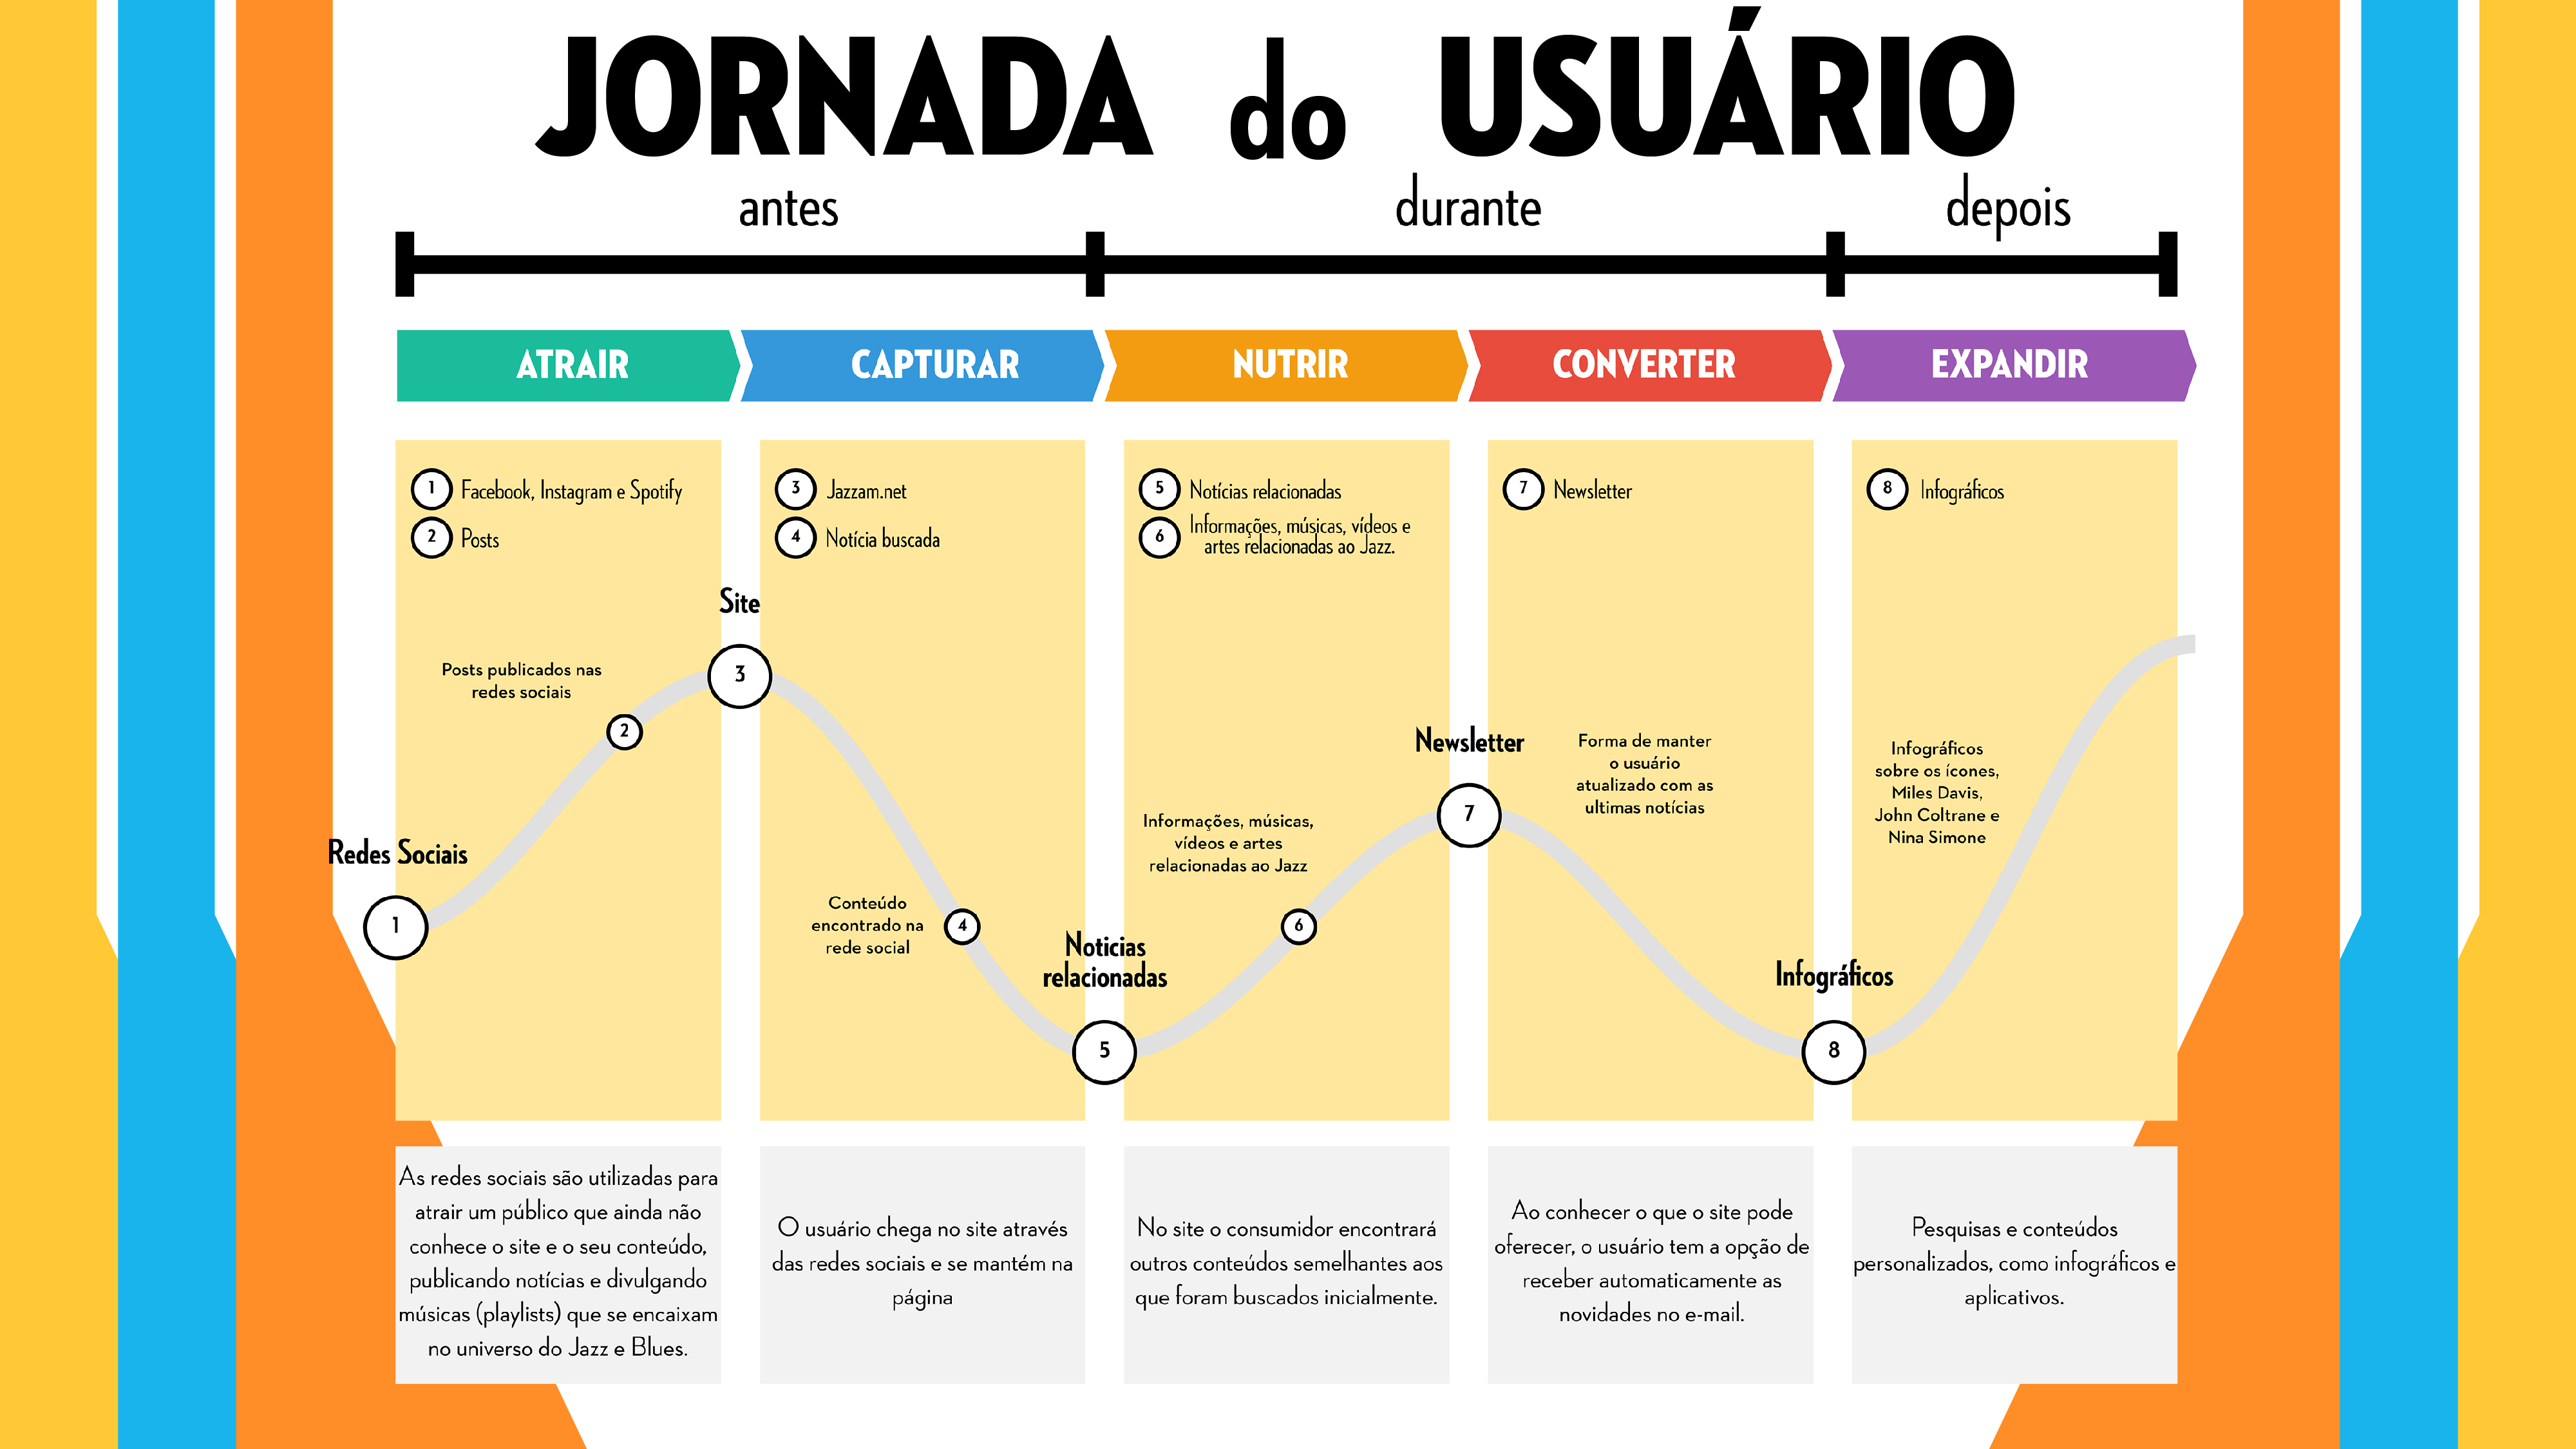 JORNADA do USUÁRIO
antes
durante
depois
ATRAIR
CAPTURAR
NUTRIR
CONVERTER
EXPANDIR
1 Facebook, Instagram e Spotify
2 Posts
3 Jazzam.net
4 Notícia buscada
5 Notícias relacionadas
6 Informações, músicas, vídeos e
artes relacionadas ao Jazz.
7 Newsletter
8 Infográficos
Redes Sociais
1
Posts publicados nas
redes sociais
2
Site
3
Conteúdo
encontrado na
rede social
4
Noticias
relacionadas
5
Informações, músicas,
vídeos e artes
relacionadas ao Jazz
6
Newsletter
7
Forma de manter
o usuário
atualizado com as
ultimas notícias
Infográficos
8
Infográficos
sobre os ícones,
Miles Davis,
John Coltrane e
Nina Simone
As redes sociais são utilizadas para
atrair um público que ainda não
conhece o site e o seu conteúdo,
publicando notícias e divulgando
músicas (playlists) que se encaixam
no universo do Jazz e Blues.
O usuário chega no site através
das redes sociais e se mantém na
página
No site o consumidor encontrará
outros conteúdos semelhantes aos
que foram buscados inicialmente.
Ao conhecer o que o site pode
oferecer, o usuário tem a opção de
receber automaticamente as
novidades no e-mail.
Pesquisas e conteúdos
personalizados, como infográficos e
aplicativos.